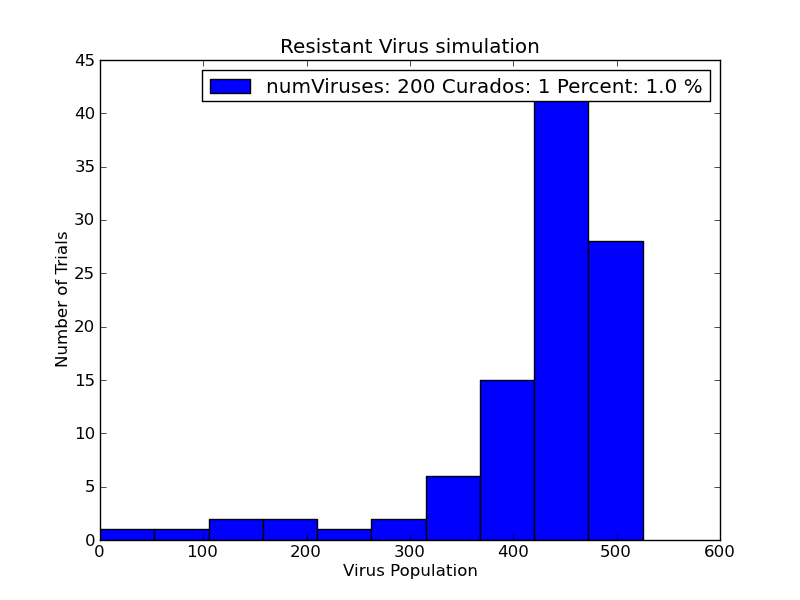 Resistant Virus simulation
numViruses: 200 Curados: 1 Percent: 1.0 %
45
40
35
30
25
20
15
10
5
0
Number of Trials
0 100 200 300 400 500 600
Virus Population